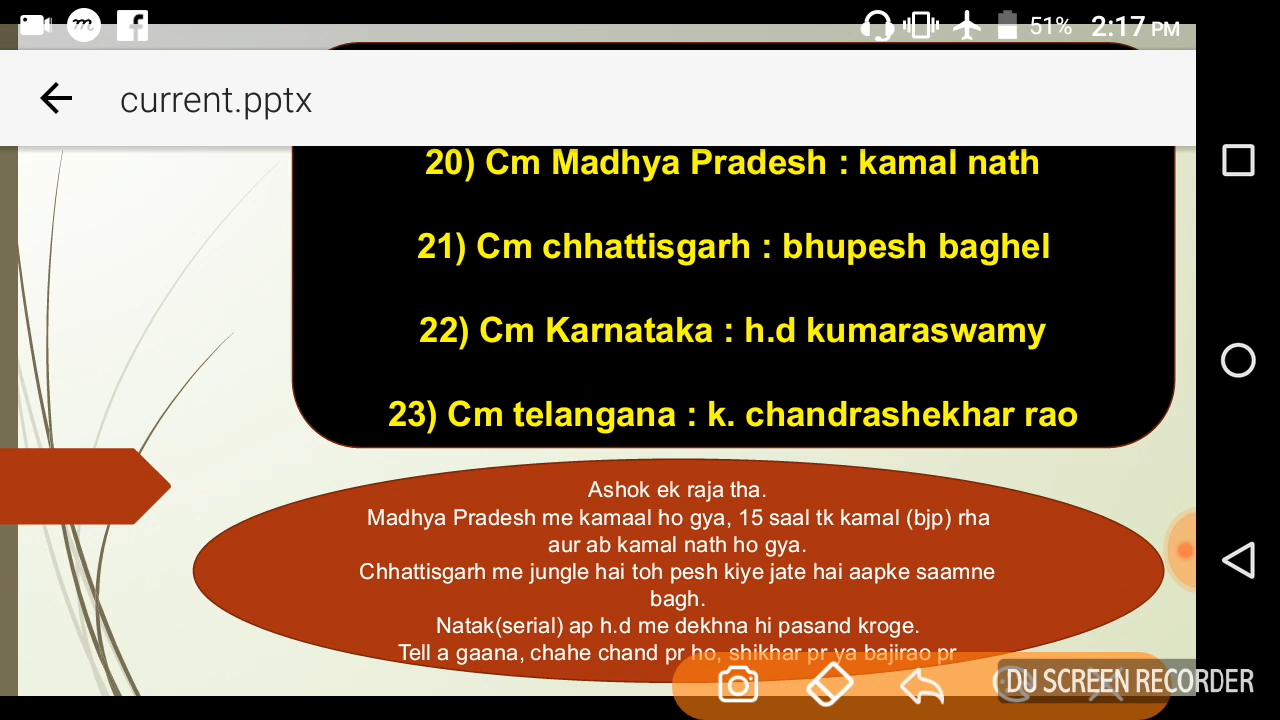 51% 2:17 PM
current.pptx
20) Cm Madhya Pradesh : kamal nath
21) Cm chhattisgarh : bhupesh baghel
22) Cm Karnataka : h.d kumaraswamy
23) Cm telangana : k. chandrashekhar rao
Ashok ek raja tha.
Madhya Pradesh me kamaal ho gya, 15 saal tk kamal (bjp) rha
aur ab kamal nath ho gya.
Chhattisgarh me jungle hai toh pesh kiye jate hai aapke saamne
bagh.
Natak(serial) ap h.d me dekhna hi pasand kroge.
Tell a gaana, chahe chand pr ho, shikhar pr ya bajirao pr
DU SCREEN RECORDER